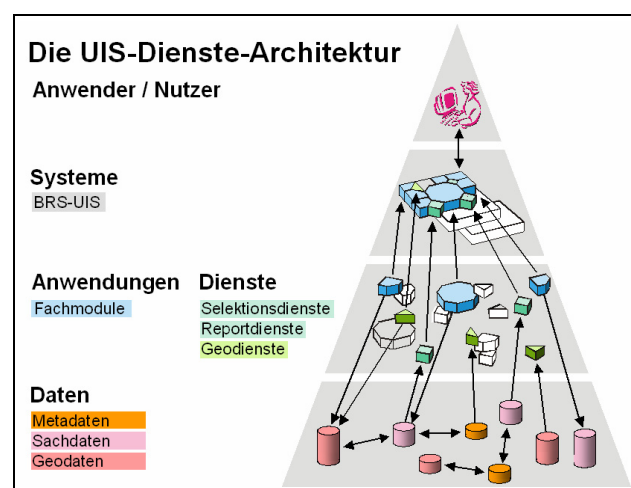 Die UIS-Dienste-Architektur
Anwender / Nutzer
Systeme
BRS-UIS
Anwendungen Dienste
Fachmodule Selektionsdienste
Reportdienste
Geodienste
Daten
Metadaten
Sachdaten
Geodaten